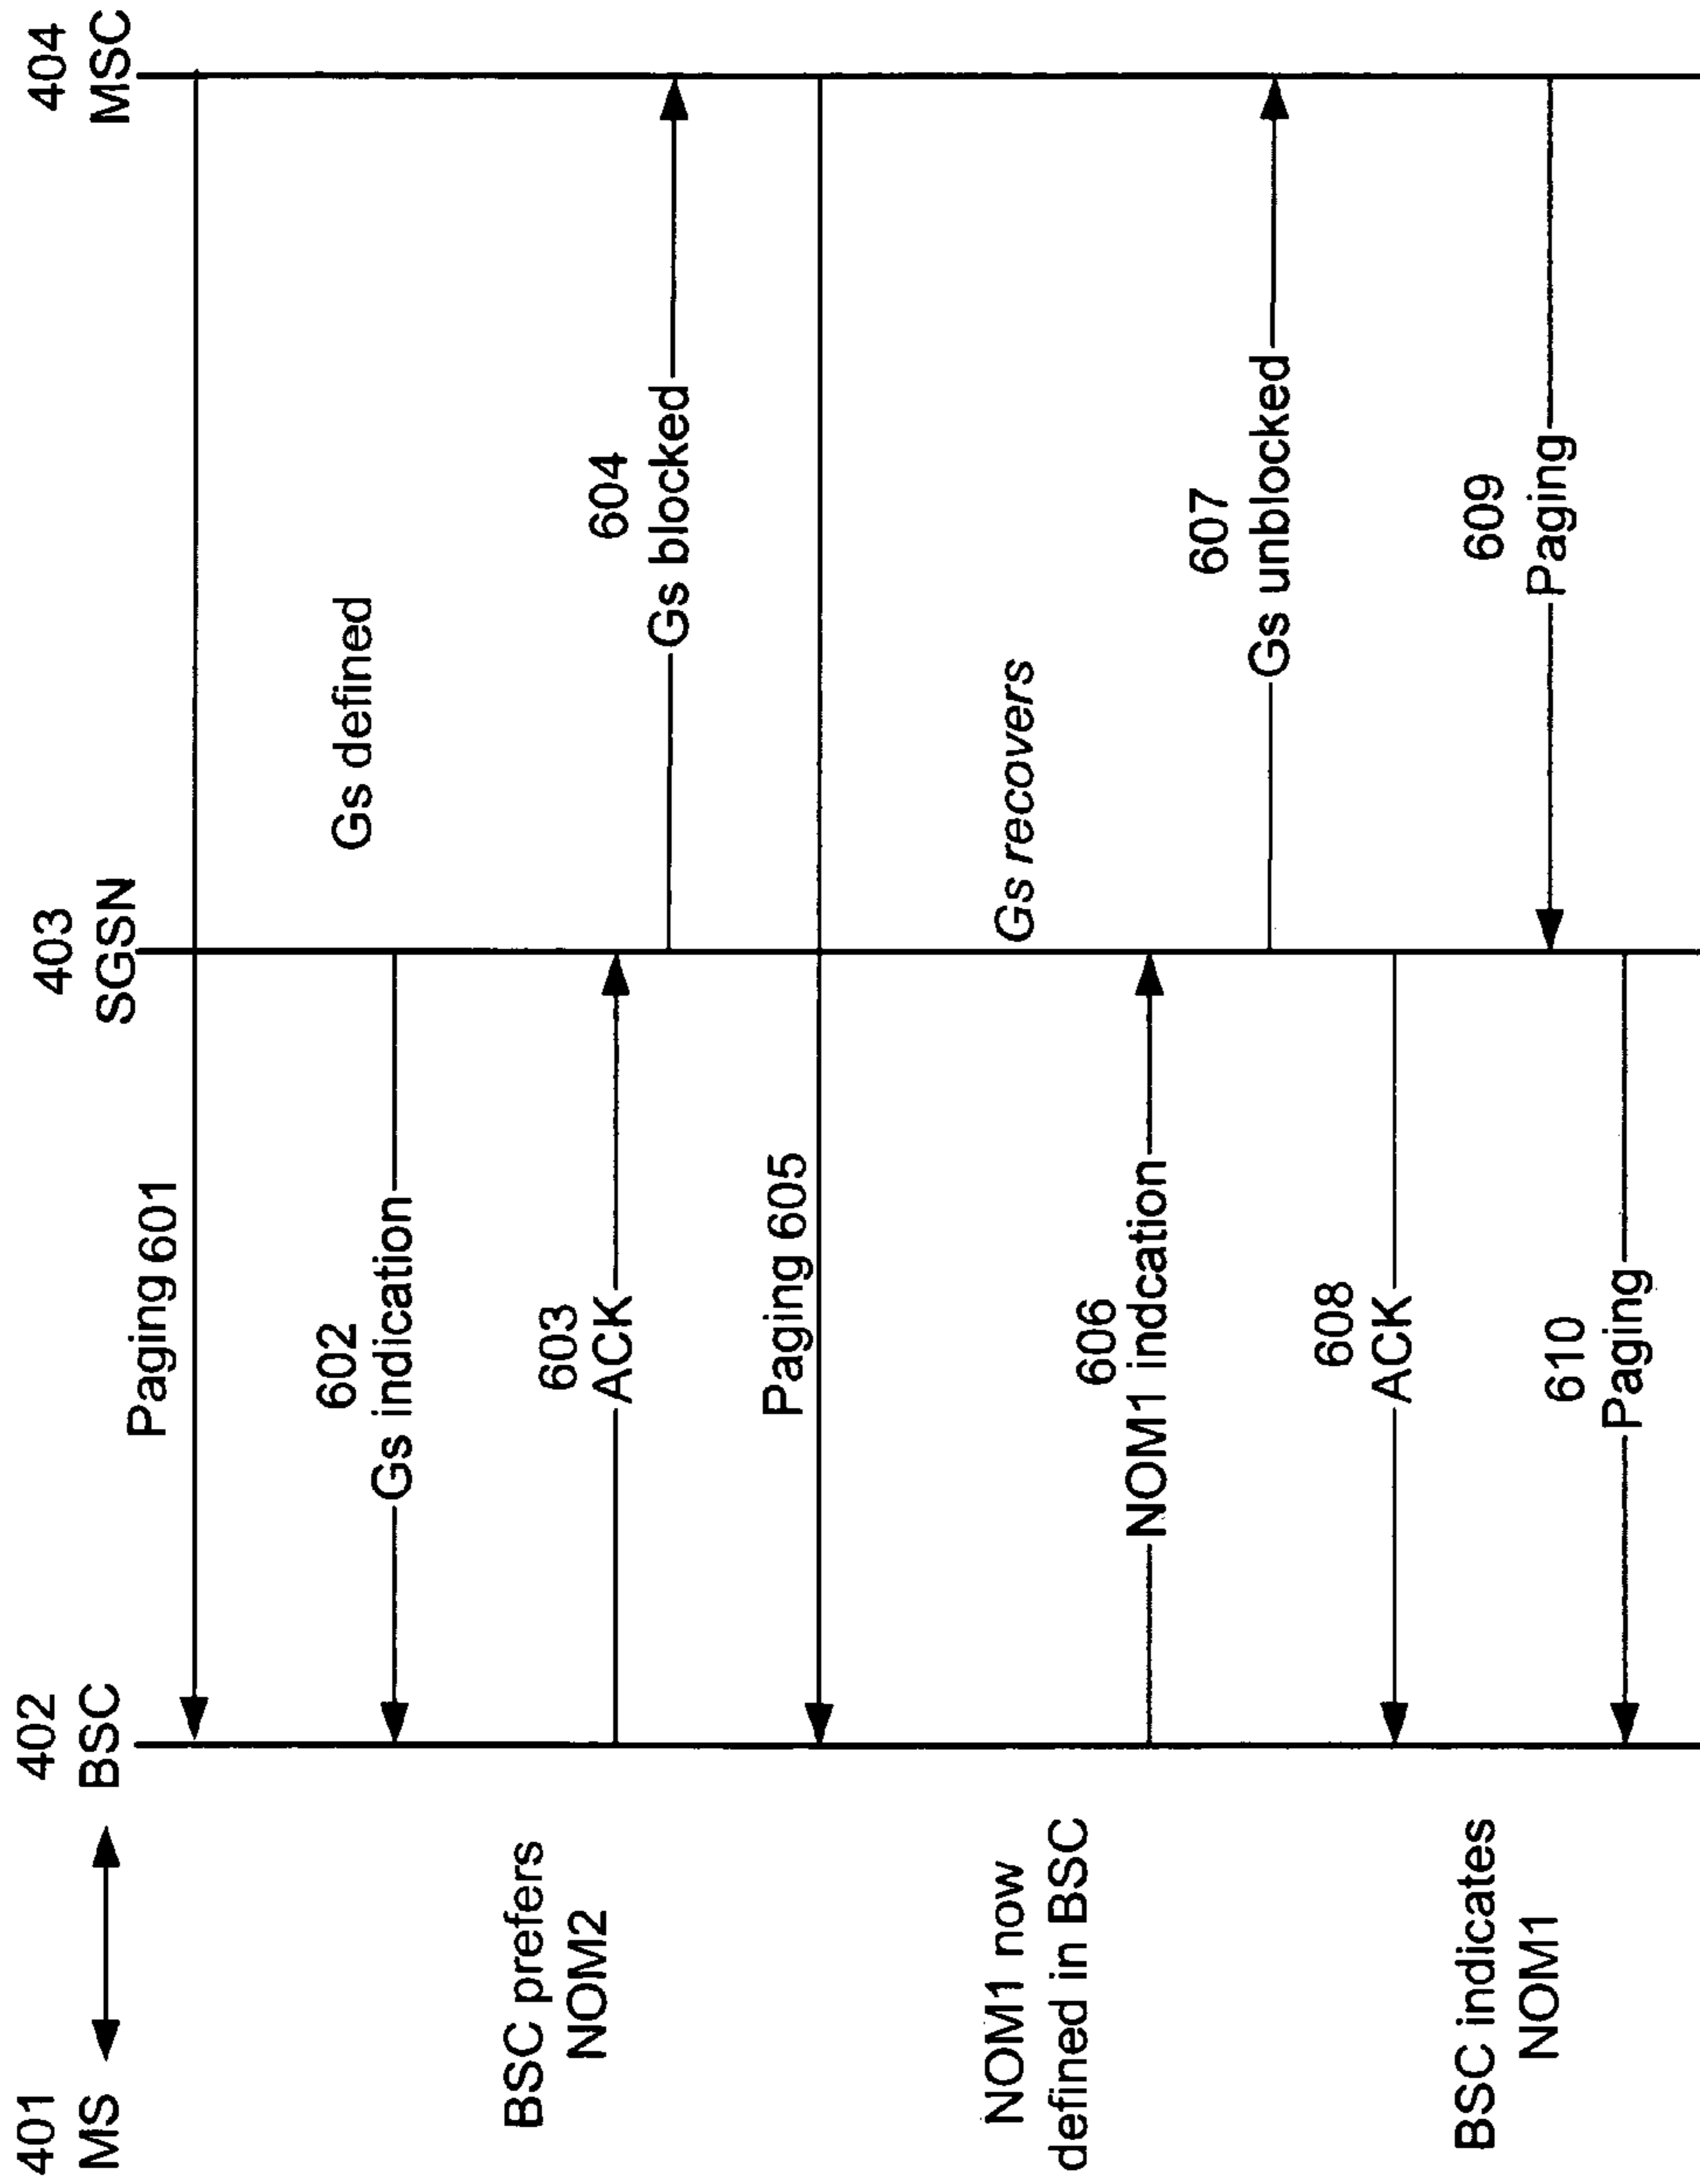 401
MS
402
BSC
403
SGSN
404
MSC
Paging 601
Gs defined
602
Gs indication
BSC prefers
NOM2
603
ACK
604
Gs blocked
Paging 605
NOM1 now
defined in BSC
Gs recovers
606
NOM1 indcation
607
Gs unblocked
608
ACK
BSC indicates
NOM1
609
Paging
610
Paging